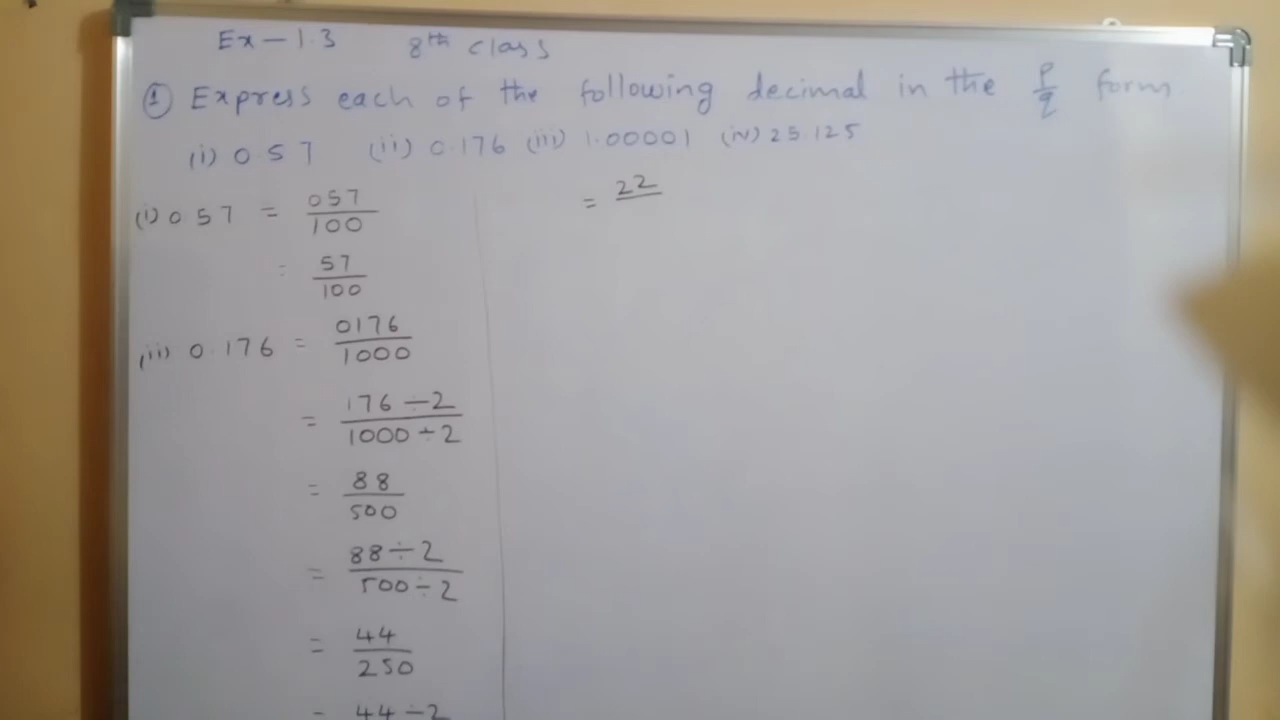 Ex - 1.3 8th class
① Express each of the following decimal in the p/q form
(i) 0.57 (ii) 0.176 (iii) 1.00001 (iv) 25.125
(i) 0 57 = 057/100
= 57/100
(ii) 0.176 = 0176/1000
= 176 ÷ 2/1000 ÷ 2
= 88/500
= 88 ÷ 2/500 ÷ 2
= 44/250
= 44 ÷ 2
= 22